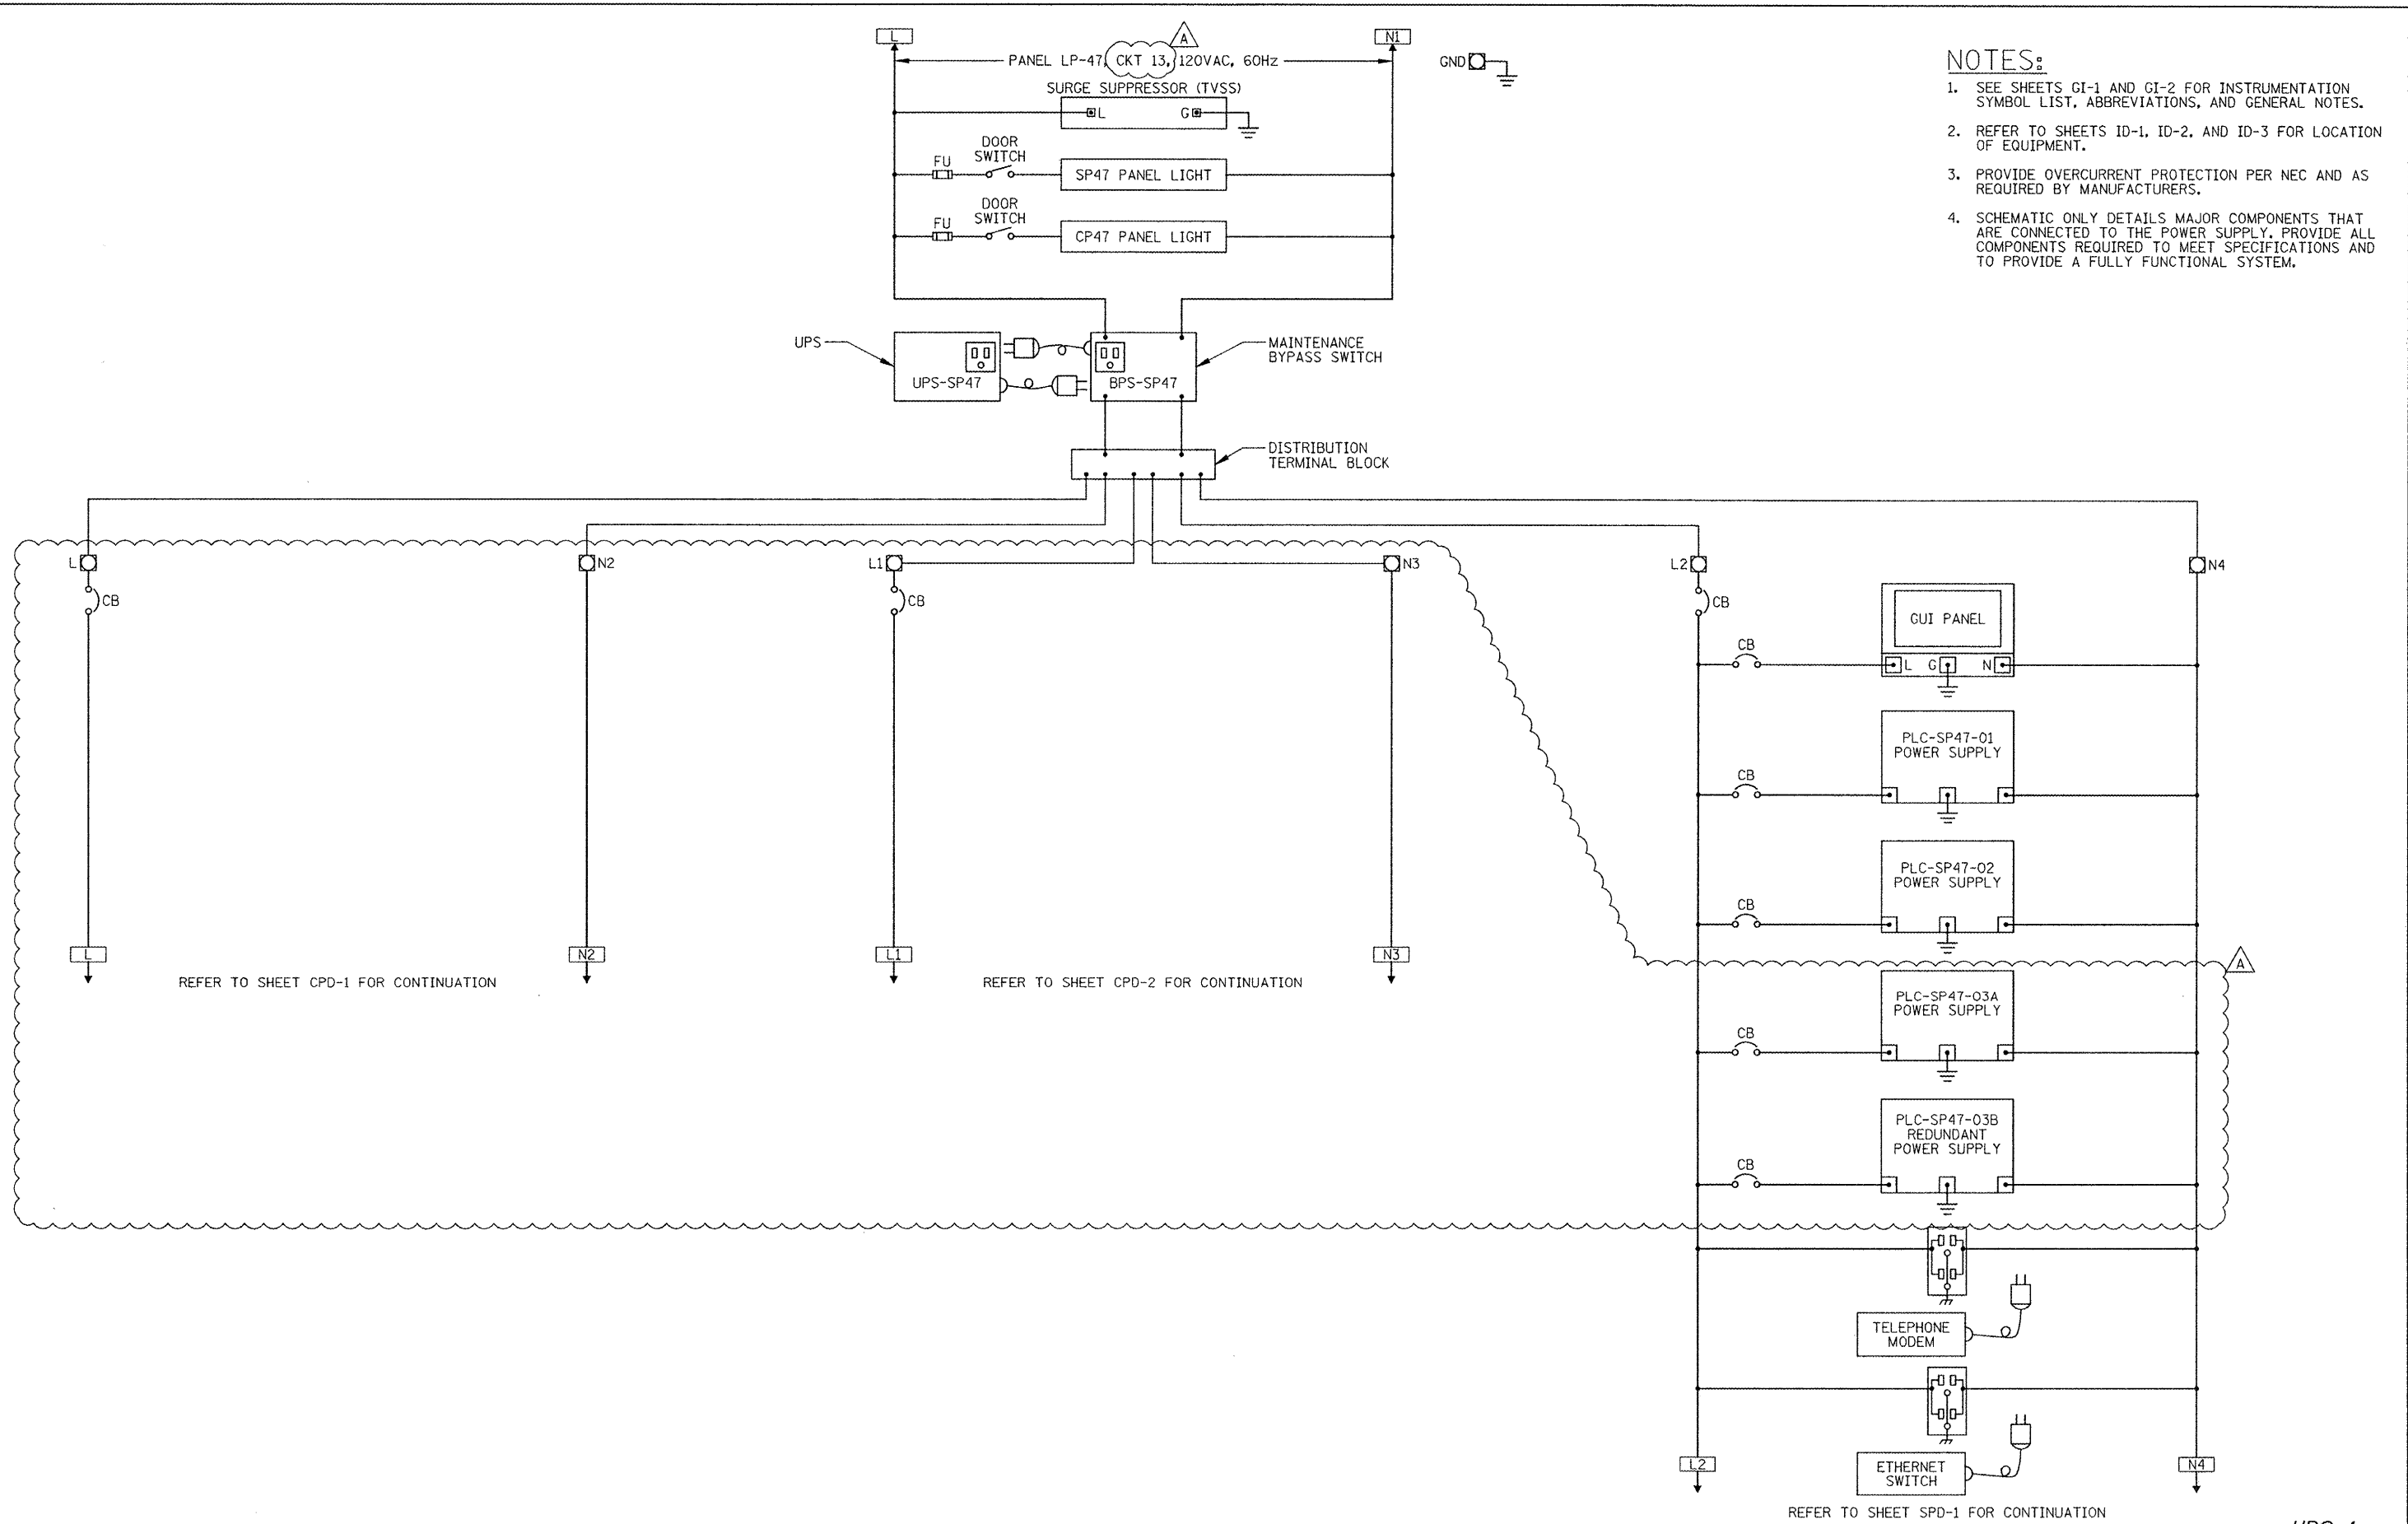 L
A
N1
PANEL LP-47, CKT 13, 120VAC, 60Hz
GND
SURGE SUPPRESSOR (TVSS)
L G
DOOR
SWITCH
FU
SP47 PANEL LIGHT
DOOR
SWITCH
FU
CP47 PANEL LIGHT
NOTES:
1. SEE SHEETS GI-1 AND GI-2 FOR INSTRUMENTATION
SYMBOL LIST, ABBREVIATIONS, AND GENERAL NOTES.
2. REFER TO SHEETS ID-1, ID-2, AND ID-3 FOR LOCATION
OF EQUIPMENT.
3. PROVIDE OVERCURRENT PROTECTION PER NEC AND AS
REQUIRED BY MANUFACTURERS.
4. SCHEMATIC ONLY DETAILS MAJOR COMPONENTS THAT
ARE CONNECTED TO THE POWER SUPPLY. PROVIDE ALL
COMPONENTS REQUIRED TO MEET SPECIFICATIONS AND
TO PROVIDE A FULLY FUNCTIONAL SYSTEM.
UPS
UPS-SP47
BPS-SP47
MAINTENANCE
BYPASS SWITCH
DISTRIBUTION
TERMINAL BLOCK
L
N2
L1
N3
L2
N4
CB
CB
CB
GUI PANEL
CB
L G N
PLC-SP47-01
POWER SUPPLY
CB
PLC-SP47-02
POWER SUPPLY
CB
L
N2
L1
N3
REFER TO SHEET CPD-1 FOR CONTINUATION
REFER TO SHEET CPD-2 FOR CONTINUATION
A
PLC-SP47-03A
POWER SUPPLY
CB
PLC-SP47-03B
REDUNDANT
POWER SUPPLY
CB
TELEPHONE
MODEM
ETHERNET
SWITCH
L2
N4
REFER TO SHEET SPD-1 FOR CONTINUATION